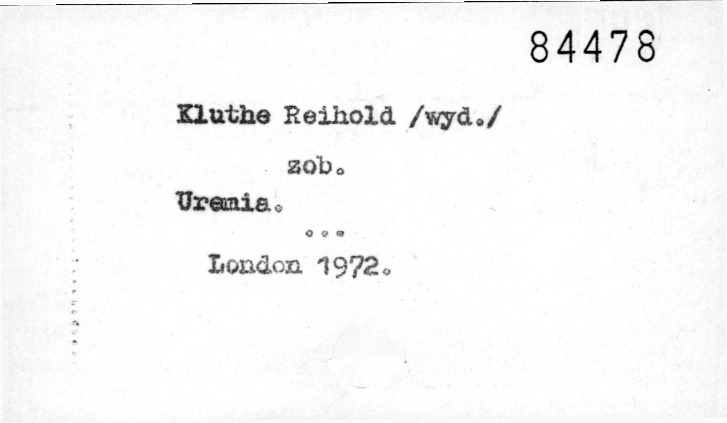 84478
Kluthe Reihold /wyd./
zob.
Uremia.
...
London 1972.